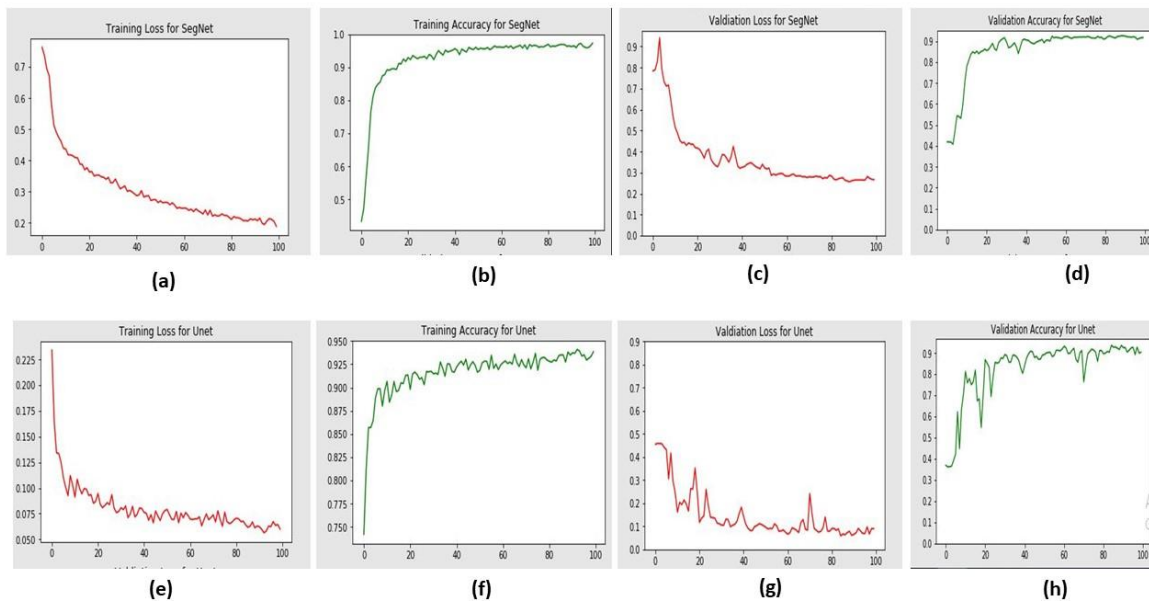 Training Loss for SegNet
0.7
0.6
0.5
0.4
0.3
0.2
0 20 40 60 80 100
(a)
Training Accuracy for SegNet
1.0
0.9
0.8
0.7
0.6
0.5
0 20 40 60 80 100
(b)
Valdiation Loss for SegNet
0.9
0.8
0.7
0.6
0.5
0.4
0.3
0.2
0.1
0.0
0 20 40 60 80 100
(c)
Validation Accuracy for SegNet
0.9
0.8
0.7
0.6
0.5
0.4
0.3
0.2
0.1
0.0
0 20 40 60 80 100
(d)
Training Loss for Unet
0.225
0.200
0.175
0.150
0.125
0.100
0.075
0.050
0 20 40 60 80 100
(e)
Training Accuracy for Unet
0.950
0.925
0.900
0.875
0.850
0.825
0.800
0.775
0.750
0 20 40 60 80 100
(f)
Valdiation Loss for Unet
0.9
0.8
0.7
0.6
0.5
0.4
0.3
0.2
0.1
0.0
0 20 40 60 80 100
(g)
Validation Accuracy for Unet
0.9
0.8
0.7
0.6
0.5
0.4
0.3
0.2
0.1
0.0
0 20 40 60 80 100
(h)